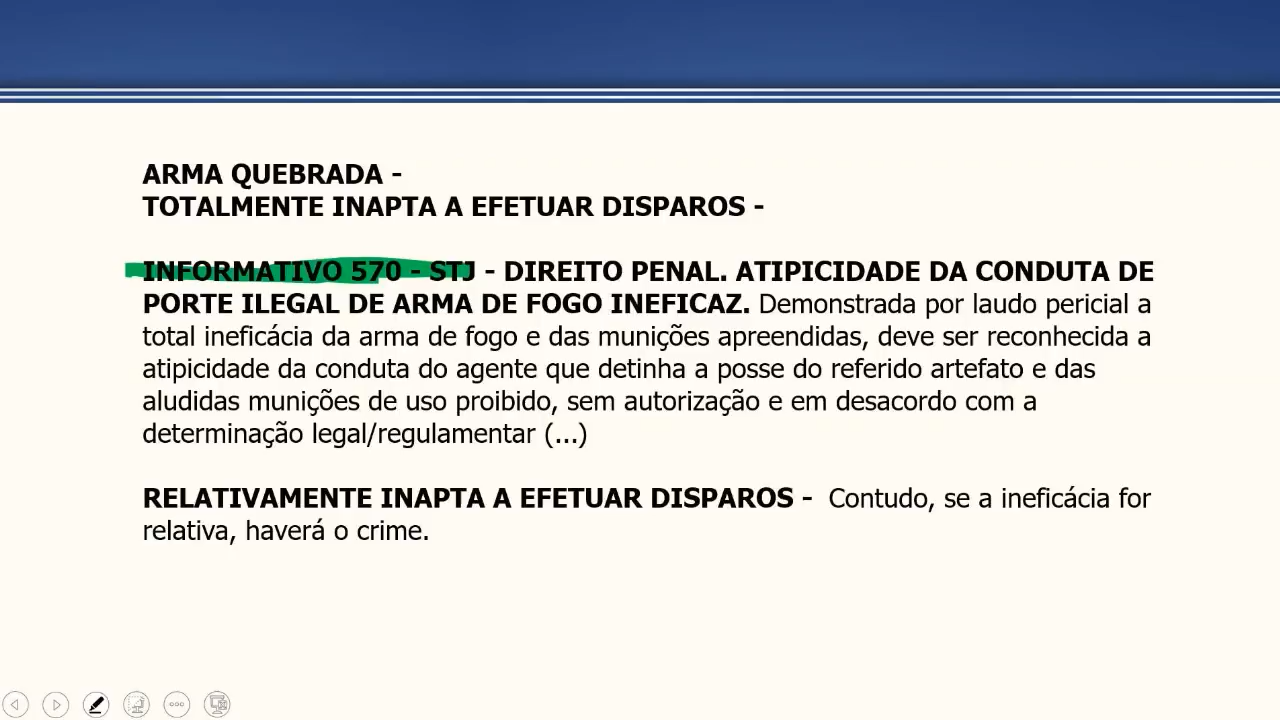 ARMA QUEBRADA -
TOTALMENTE INAPTA A EFETUAR DISPAROS -
INFORMATIVO 570 - STJ - DIREITO PENAL. ATIPICIDADE DA CONDUTA DE
PORTE ILEGAL DE ARMA DE FOGO INEFICAZ. Demonstrada por laudo pericial a
total ineficácia da arma de fogo e das munições apreendidas, deve ser reconhecida a
atipicidade da conduta do agente que detinha a posse do referido artefato e das
aludidas munições de uso proibido, sem autorização e em desacordo com a
determinação legal/regulamentar (...)
RELATIVAMENTE INAPTA A EFETUAR DISPAROS - Contudo, se a ineficácia for
relativa, haverá o crime.